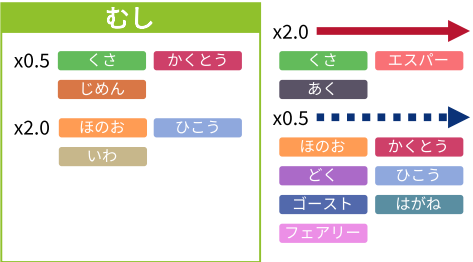 むし
x0.5 くさ かくとう
じめん
x2.0 ほのお ひこう
いわ
x2.0
くさ エスパー
あく
x0.5
ほのお かくとう
どく ひこう
ゴースト はがね
フェアリー